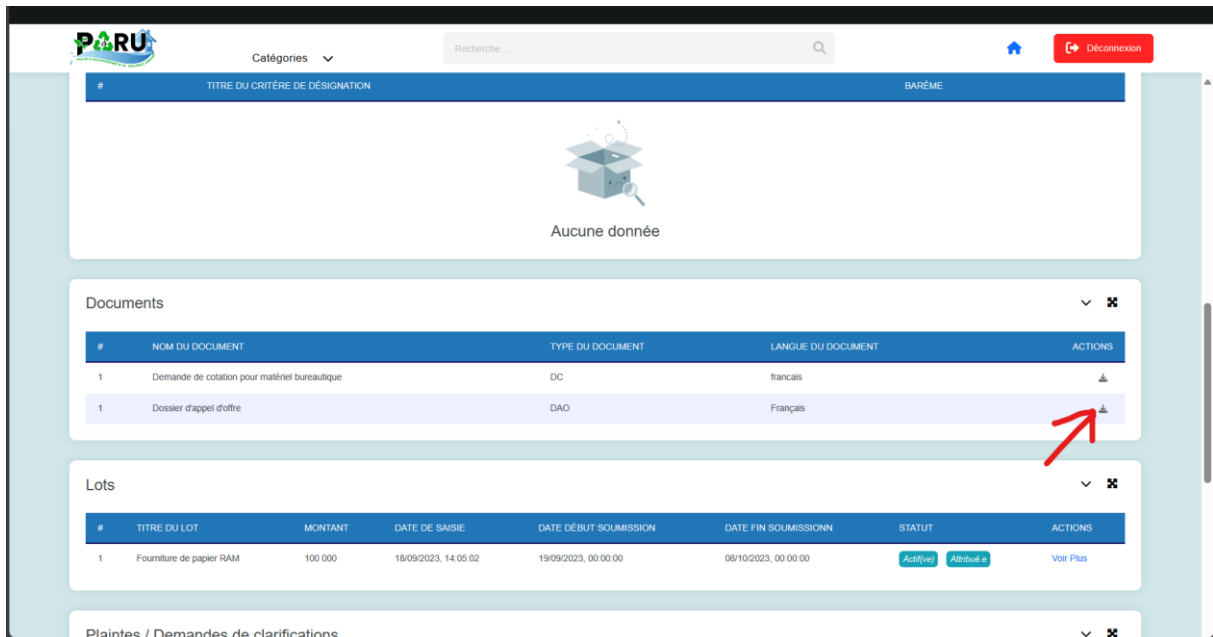 PARU
Catégories
Recherche ...
Déconnexion
# TITRE DU CRITÈRE DE DÉSIGNATION BARÈME
Aucune donnée
Documents
# NOM DU DOCUMENT TYPE DU DOCUMENT LANGUE DU DOCUMENT ACTIONS
1 Demande de cotation pour matériel bureautique DC francais
1 Dossier d'appel d'offre DAO Français
Lots
# TITRE DU LOT MONTANT DATE DE SAISIE DATE DÉBUT SOUMISSION DATE FIN SOUMISSIONN STATUT ACTIONS
1 Fourniture de papier RAM 100 000 18/09/2023, 14:05:02 19/09/2023, 00:00:00 08/10/2023, 00:00:00 Actif(ve) Attribué.e Voir Plus
Plaintes / Demandes de clarifications